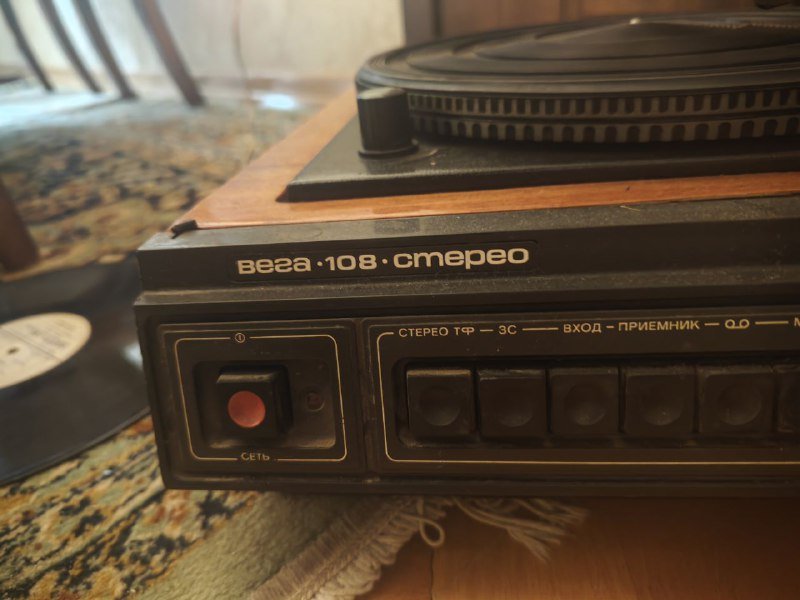 вега · 108 · стерео
СТЕРЕО ТФ — ЗС — ВХОД – ПРИЕМНИК —
СЕТЬ